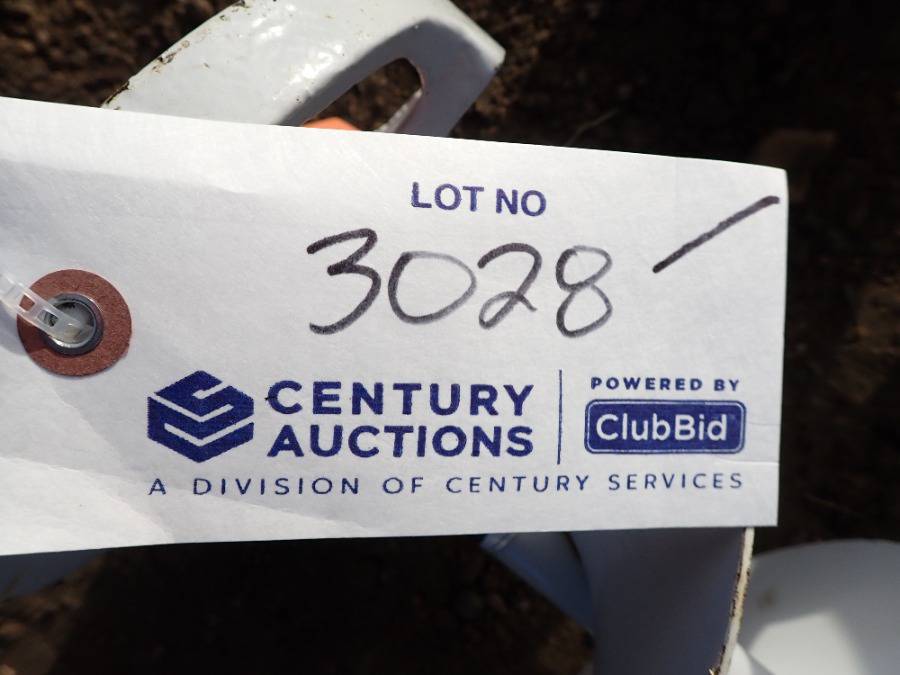 LOT NO
3028 —
CENTURY
AUCTIONS
POWERED BY
ClubBid
A DIVISION OF CENTURY SERVICES